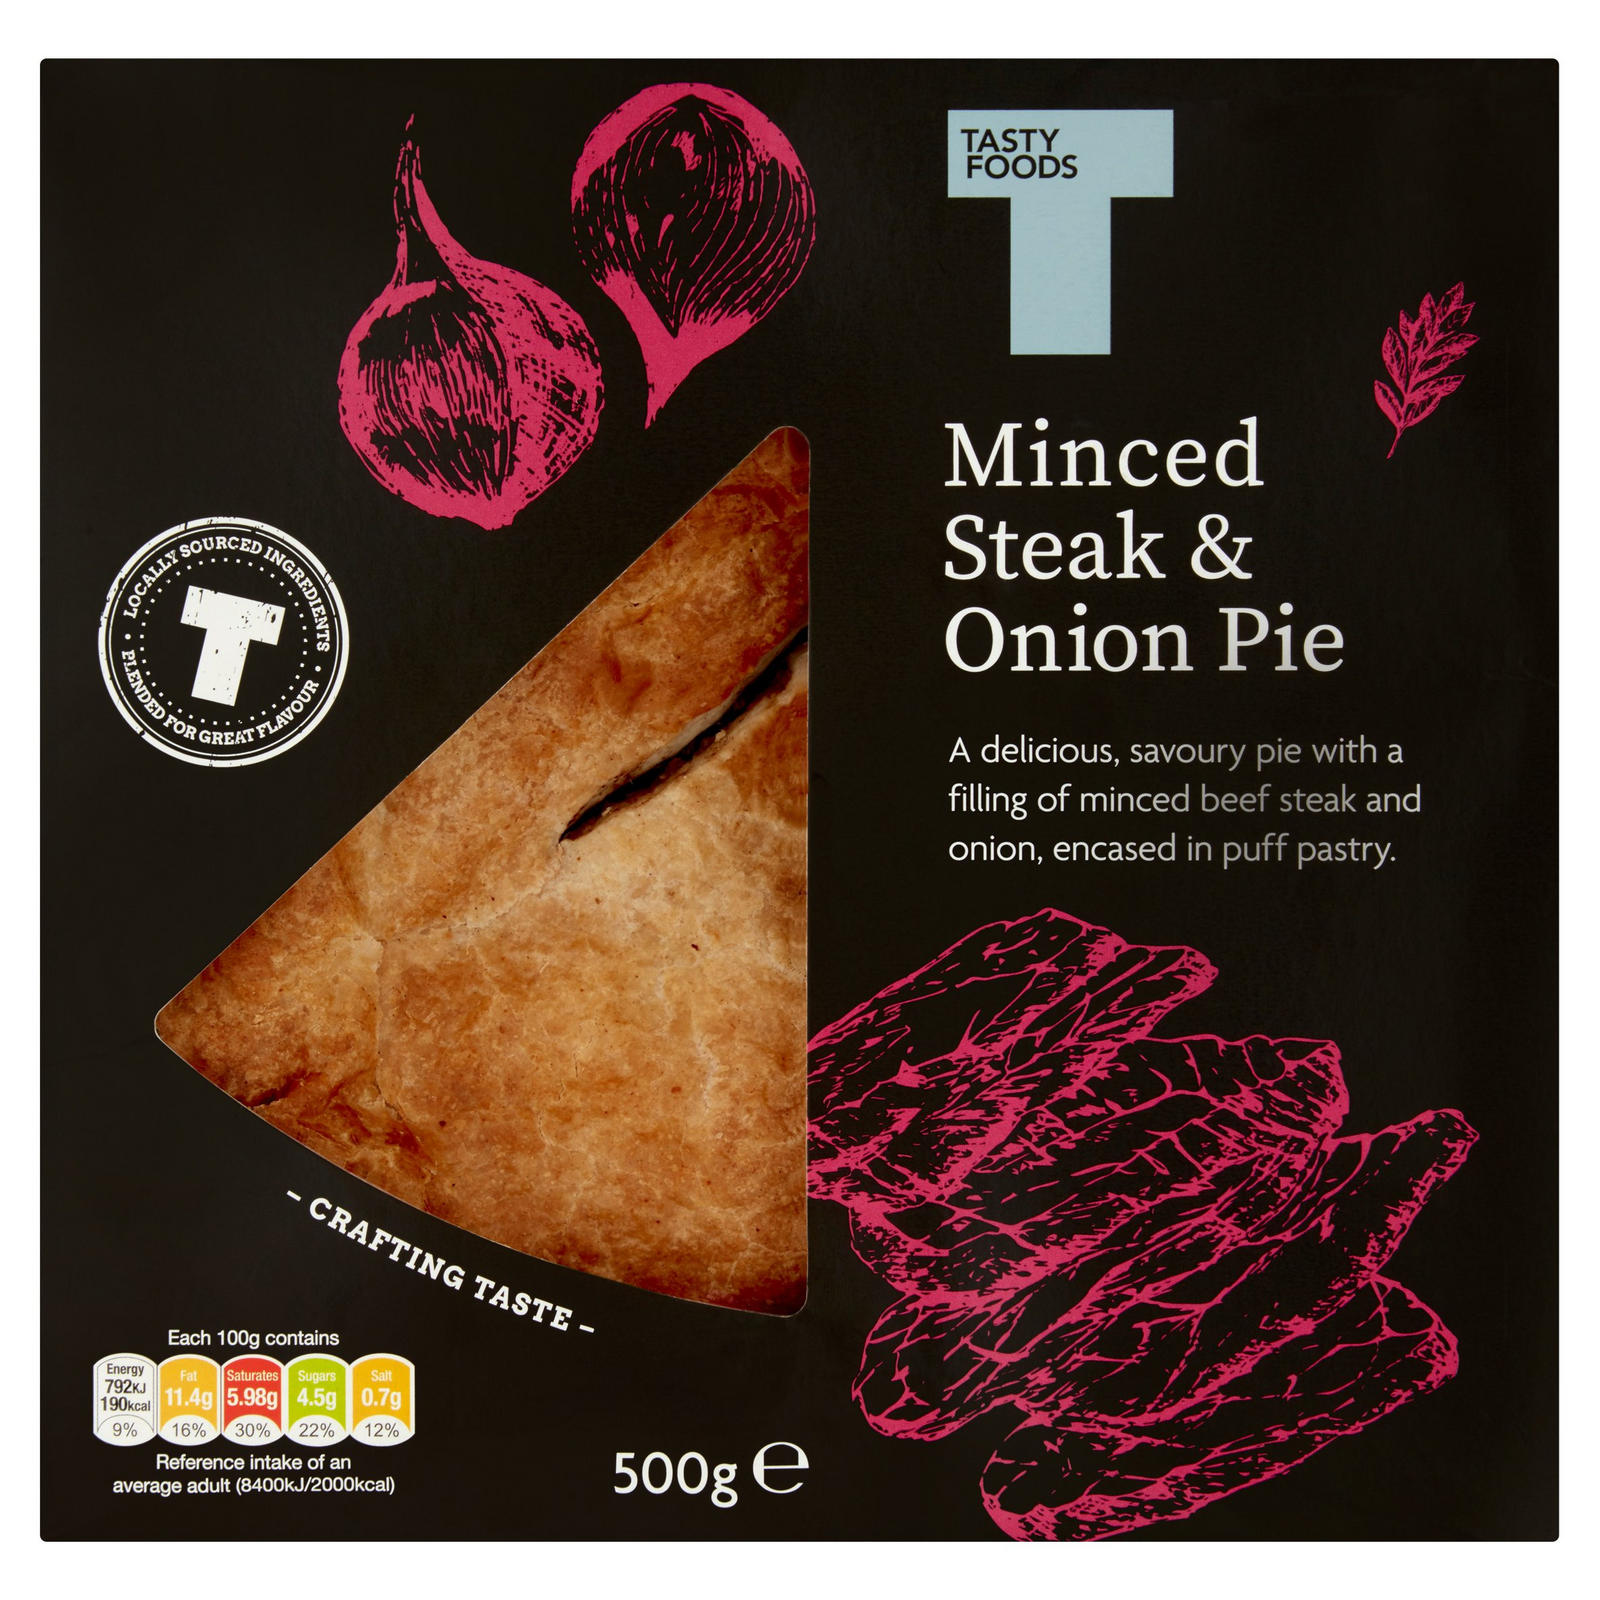 TASTY
FOODS
Minced
Steak &
Onion Pie
A delicious, savoury pie with a
filling of minced beef steak and
onion, encased in puff pastry.
LOCALLY SOURCED INGREDIENTS
PLENDED FOR GREAT FLAVOUR
T
- CRAFTING TASTE -
Each 100g contains
Energy 792KJ 190kcal 9%
Fat 11.4g 16%
Saturates 5.98g 30%
Sugars 4.5g 22%
Salt 0.7g 12%
Reference intake of an
average adult (8400kJ/2000kcal)
500g ℮